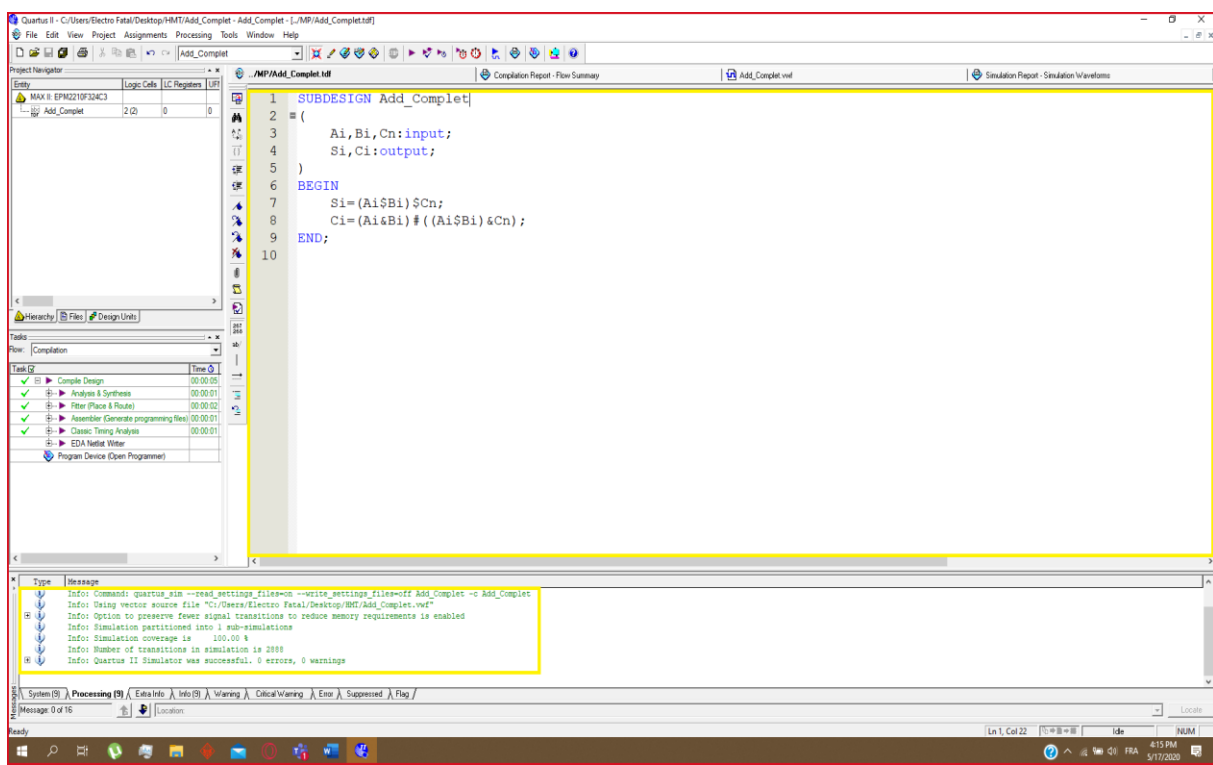 Quartus II - C:/Users/Electro Fatal/Desktop/HMT/Add_Complet - Add_Complet - [../MP/Add_Complet.tdf]
File Edit View Project Assignments Processing Tools Window Help
Add_Complet
Project Navigator
Entity Logic Cells LC Registers UFM
MAX II: EPM2210F324C3
Add_Complet 2 (2) 0 0
Hierarchy Files Design Units
Tasks
Flow: Compilation
Task Time
Compile Design 00:00:05
Analysis & Synthesis 00:00:01
Fitter (Place & Route) 00:00:02
Assembler (Generate programming files) 00:00:01
Classic Timing Analysis 00:00:01
EDA Netlist Writer
Program Device (Open Programmer)
../MP/Add_Complet.tdf Compilation Report - Flow Summary Add_Complet.vwf Simulation Report - Simulation Waveforms
267
268
ab/
1 SUBDESIGN Add_Complet
2 (
3 Ai,Bi,Cn:input;
4 Si,Ci:output;
5 )
6 BEGIN
7 Si=(Ai$Bi)$Cn;
8 Ci=(Ai&Bi)#((Ai$Bi)&Cn);
9 END;
10
Type Message
Info: Command: quartus_sim --read_settings_files=on --write_settings_files=off Add_Complet -c Add_Complet
Info: Using vector source file "C:/Users/Electro Fatal/Desktop/HMT/Add_Complet.vwf"
Info: Option to preserve fewer signal transitions to reduce memory requirements is enabled
Info: Simulation partitioned into 1 sub-simulations
Info: Simulation coverage is 100.00 %
Info: Number of transitions in simulation is 2888
Info: Quartus II Simulator was successful. 0 errors, 0 warnings
Messages
System (9) Processing (9) Extra Info Info (9) Warning Critical Warning Error Suppressed Flag
Message: 0 of 16 Location: Locate
Ready Ln 1, Col 22 Idle NUM
FRA 4:15 PM
5/17/2020